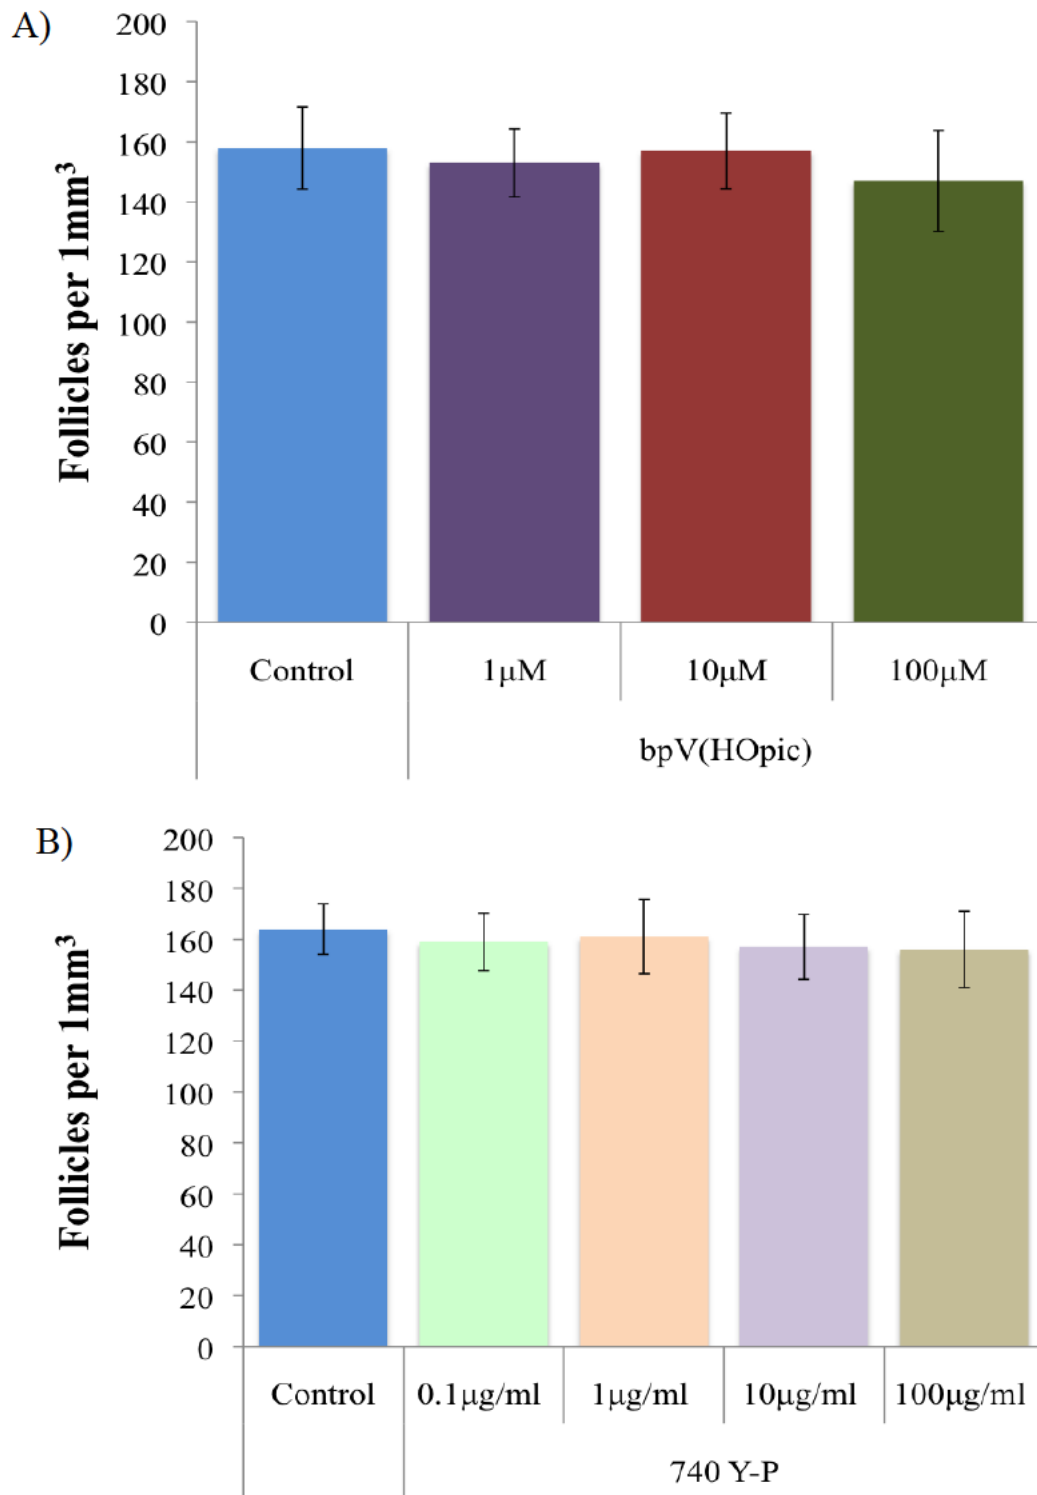 A)
Follicles per 1mm³
200
180
160
140
120
100
80
60
40
20
0
Control 1μM 10μM 100μM
bpV(HOpic)
B)
Follicles per 1mm³
200
180
160
140
120
100
80
60
40
20
0
Control 0.1μg/ml 1μg/ml 10μg/ml 100μg/ml
740 Y-P